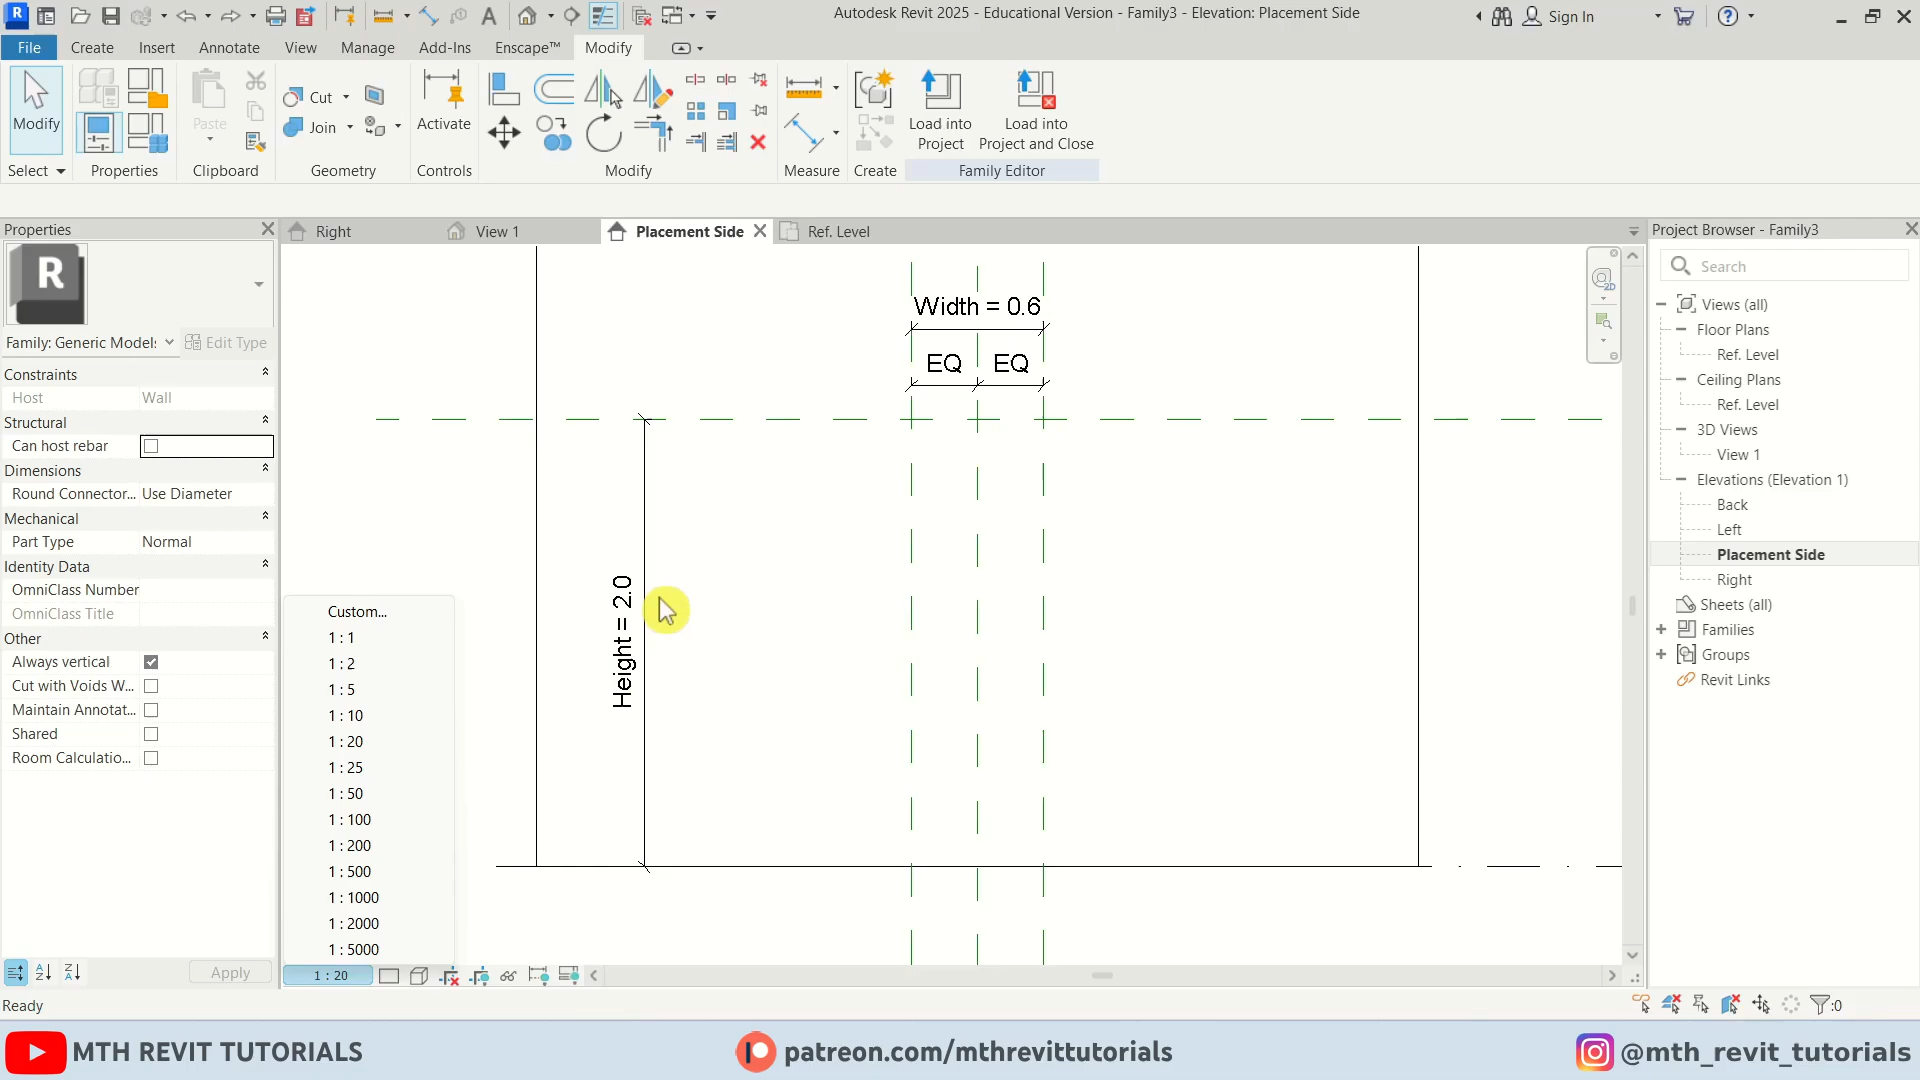 Autodesk Revit 2025 - Educational Version - Family3 - Elevation: Placement Side
Sign In
File
Create
Insert
Annotate
View
Manage
Add-Ins
Enscape™
Modify
Modify
Paste
Cut
Join
Activate
Load into
Project
Load into
Project and Close
Select
Properties
Clipboard
Geometry
Controls
Modify
Measure
Create
Family Editor
Properties
Right
View 1
Placement Side
Ref. Level
Project Browser - Family3
R
Family: Generic Models
Edit Type
Constraints
Host Wall
Structural
Can host rebar
Dimensions
Round Connector... Use Diameter
Mechanical
Part Type Normal
Identity Data
OmniClass Number
OmniClass Title
Other
Always vertical
Cut with Voids W...
Maintain Annotat...
Shared
Room Calculatio...
Apply
Custom...
1 : 1
1 : 2
1 : 5
1 : 10
1 : 20
1 : 25
1 : 50
1 : 100
1 : 200
1 : 500
1 : 1000
1 : 2000
1 : 5000
1 : 20
Width = 0.6
EQ EQ
Height = 2.0
2D
Search
Views (all)
Floor Plans
Ref. Level
Ceiling Plans
Ref. Level
3D Views
View 1
Elevations (Elevation 1)
Back
Left
Placement Side
Right
Sheets (all)
Families
Groups
Revit Links
Ready
:0
MTH REVIT TUTORIALS
patreon.com/mthrevittutorials
@mth_revit_tutorials